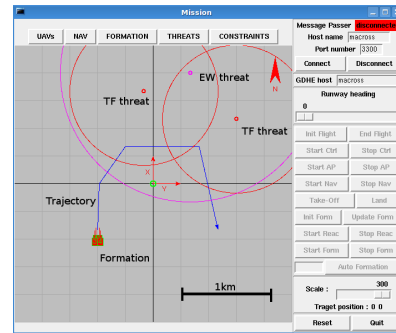 Mission
UAVs NAV FORMATION THREATS CONSTRAINTS
EW threat
TF threat
N
TF threat
X
Y
Trajectory
Formation
1km
Message Passer disconnecte
Host name macross
Port number 3300
Connect Disconnect
GDHE host macross
Runway heading
0
Init Flight End Flight
Start Ctrl Stop Ctrl
Start AP Stop AP
Start Nav Stop Nav
Take-Off Land
Init Form Update Form
Start Reac Stop Reac
Start Form Stop Form
Auto Formation
300
Scale :
Traget position : 0 0
Reset Quit